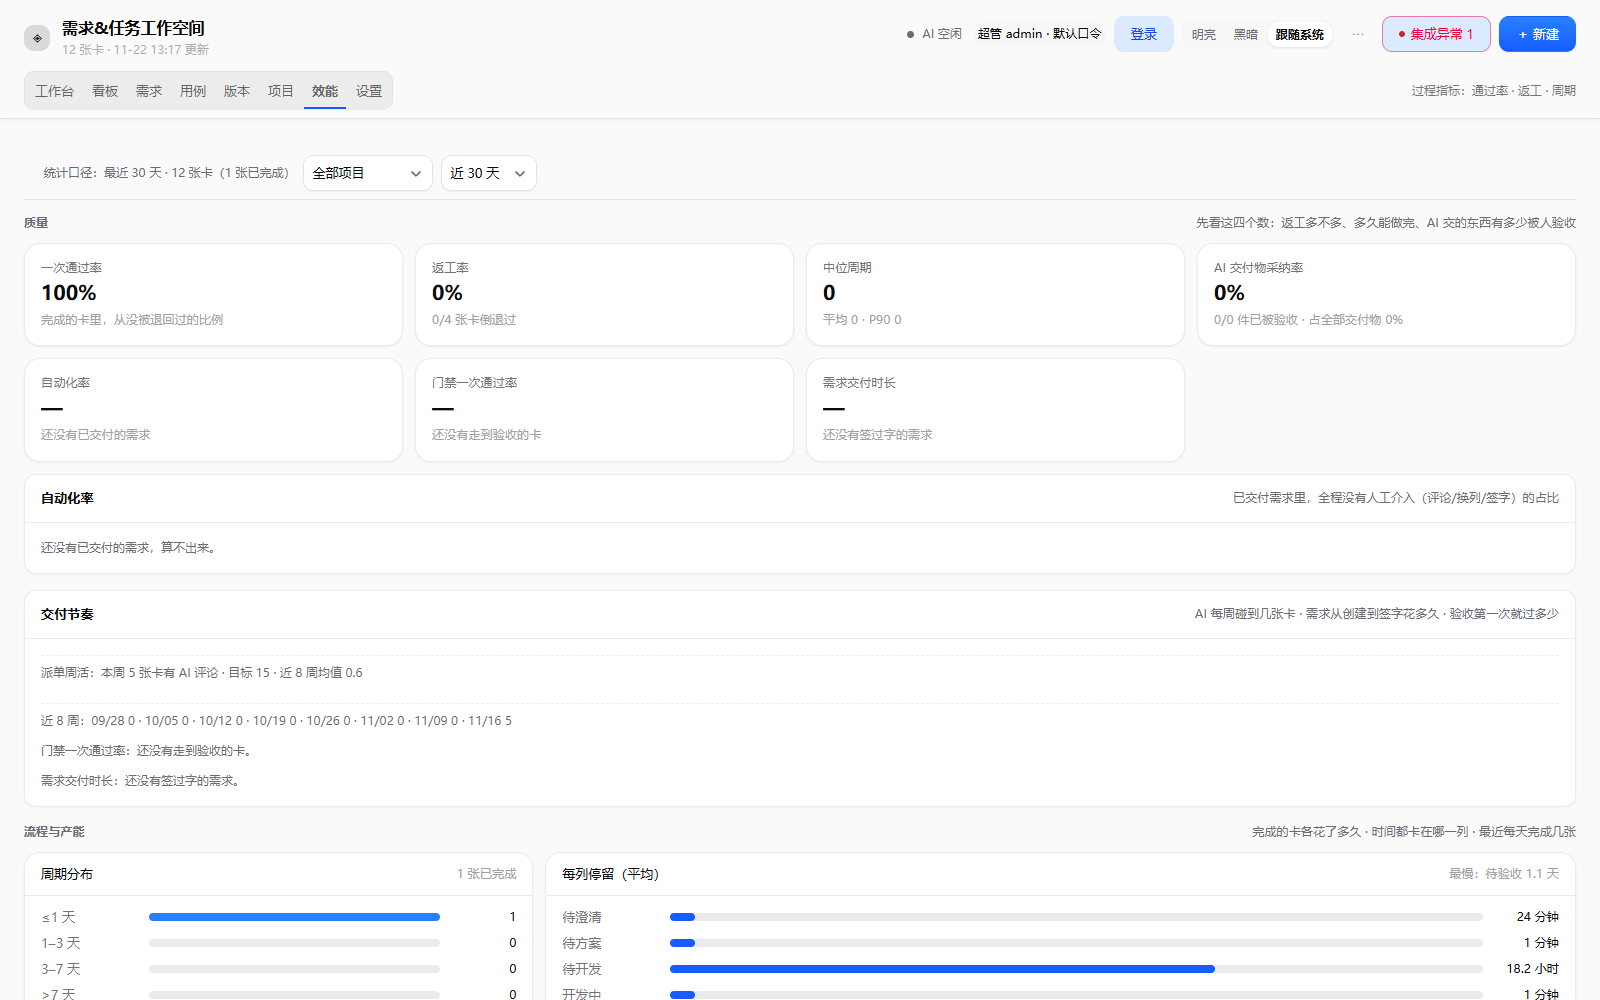 需求&任务工作空间
12 张卡 · 11-22 13:17 更新
AI 空闲
超管 admin · 默认口令
登录
明亮
黑暗
跟随系统
···
集成异常 1
+ 新建
工作台
看板
需求
用例
版本
项目
效能
设置
过程指标：通过率 · 返工 · 周期
统计口径：最近 30 天 · 12 张卡（1 张已完成）
全部项目
近 30 天
质量
先看这四个数：返工多不多、多久能做完、AI 交的东西有多少被人验收
一次通过率
100%
完成的卡里，从没被退回过的比例
返工率
0%
0/4 张卡倒退过
中位周期
0
平均 0 · P90 0
AI 交付物采纳率
0%
0/0 件已被验收 · 占全部交付物 0%
自动化率
—
还没有已交付的需求
门禁一次通过率
—
还没有走到验收的卡
需求交付时长
—
还没有签过字的需求
自动化率
已交付需求里，全程没有人工介入（评论/换列/签字）的占比
还没有已交付的需求，算不出来。
交付节奏
AI 每周碰到几张卡 · 需求从创建到签字花多久 · 验收第一次就过多少
派单周活：本周 5 张卡有 AI 评论 · 目标 15 · 近 8 周均值 0.6
近 8 周：09/28 0 · 10/05 0 · 10/12 0 · 10/19 0 · 10/26 0 · 11/02 0 · 11/09 0 · 11/16 5
门禁一次通过率：还没有走到验收的卡。
需求交付时长：还没有签过字的需求。
流程与产能
完成的卡各花了多久 · 时间都卡在哪一列 · 最近每天完成几张
周期分布
1 张已完成
≤1 天
1
1–3 天
0
3–7 天
0
>7 天
0
每列停留（平均）
最慢：待验收 1.1 天
待澄清
24 分钟
待方案
1 分钟
待开发
18.2 小时
开发中
1 分钟